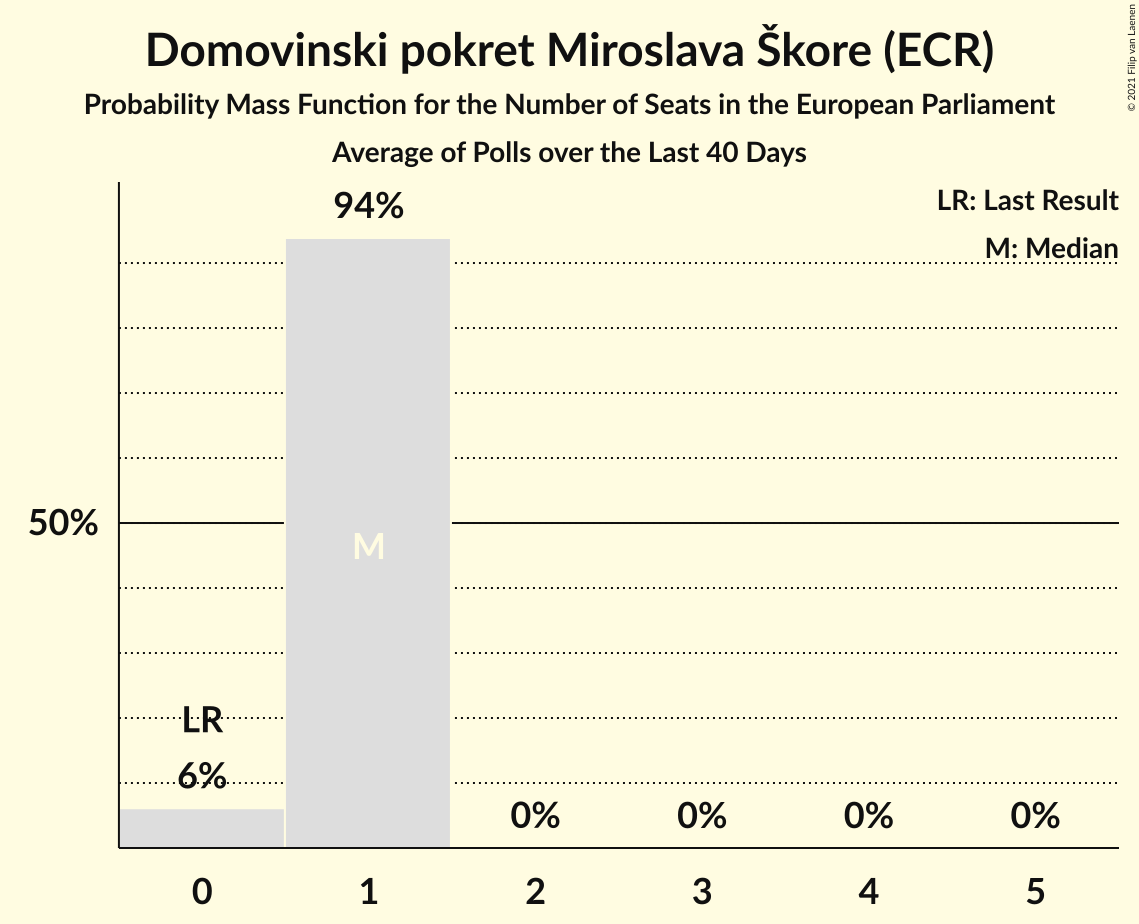 Domovinski pokret Miroslava Škore (ECR)
Probability Mass Function for the Number of Seats in the European Parliament
Average of Polls over the Last 40 Days
© 2021 Filip van Laenen
LR: Last Result
M: Median
94%
50%
M
LR
6%
0% 0% 0% 0%
0 1 2 3 4 5